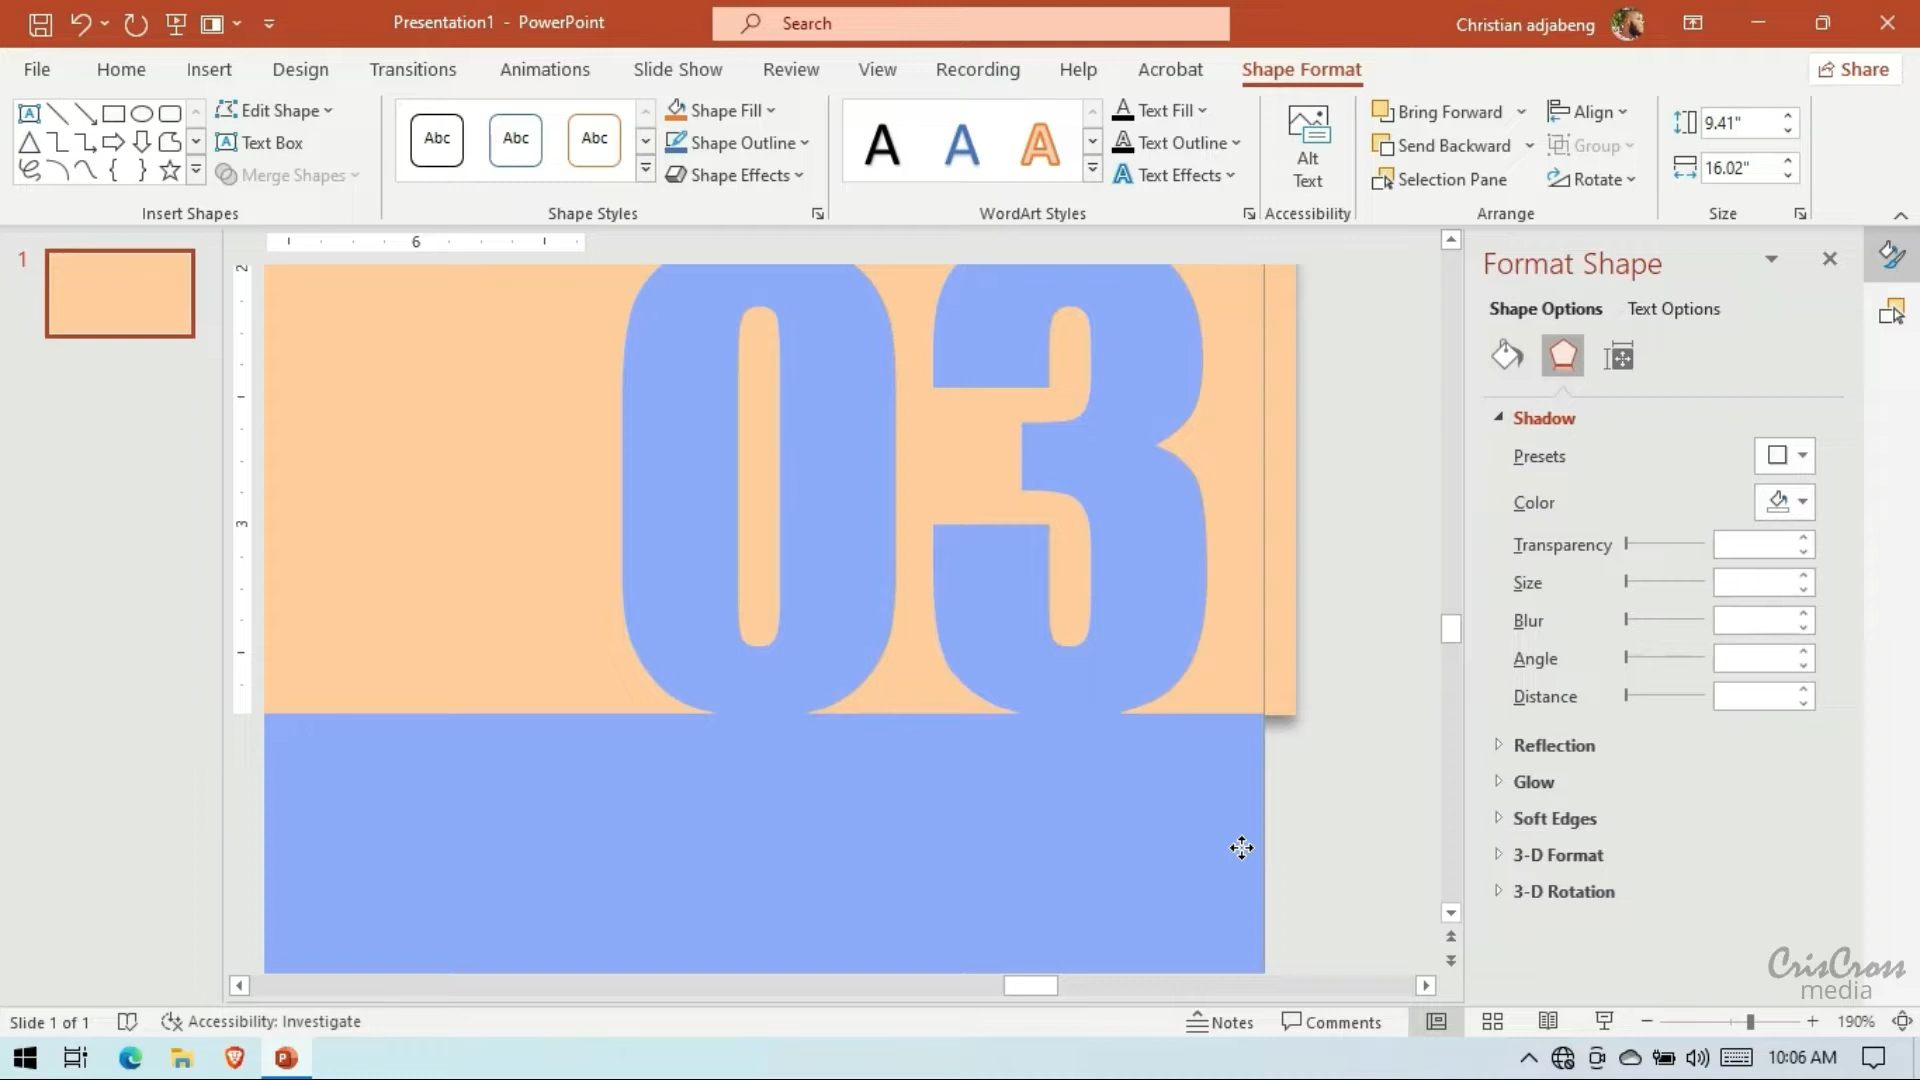 Presentation1 - PowerPoint
Search
Christian adjabeng
File Home Insert Design Transitions Animations Slide Show Review View Recording Help Acrobat Shape Format
Share
Edit Shape
Text Box
Merge Shapes
Insert Shapes
Abc Abc Abc
Shape Fill
Shape Outline
Shape Effects
Shape Styles
A A A
Text Fill
Text Outline
Text Effects
WordArt Styles
Alt
Text
Accessibility
Bring Forward
Send Backward
Selection Pane
Align
Group
Rotate
Arrange
9.41"
16.02"
Size
1
6
2
3
03
Format Shape
Shape Options Text Options
Shadow
Presets
Color
Transparency
Size
Blur
Angle
Distance
Reflection
Glow
Soft Edges
3-D Format
3-D Rotation
CrisCross
media
Slide 1 of 1
Accessibility: Investigate
Notes
Comments
190%
10:06 AM